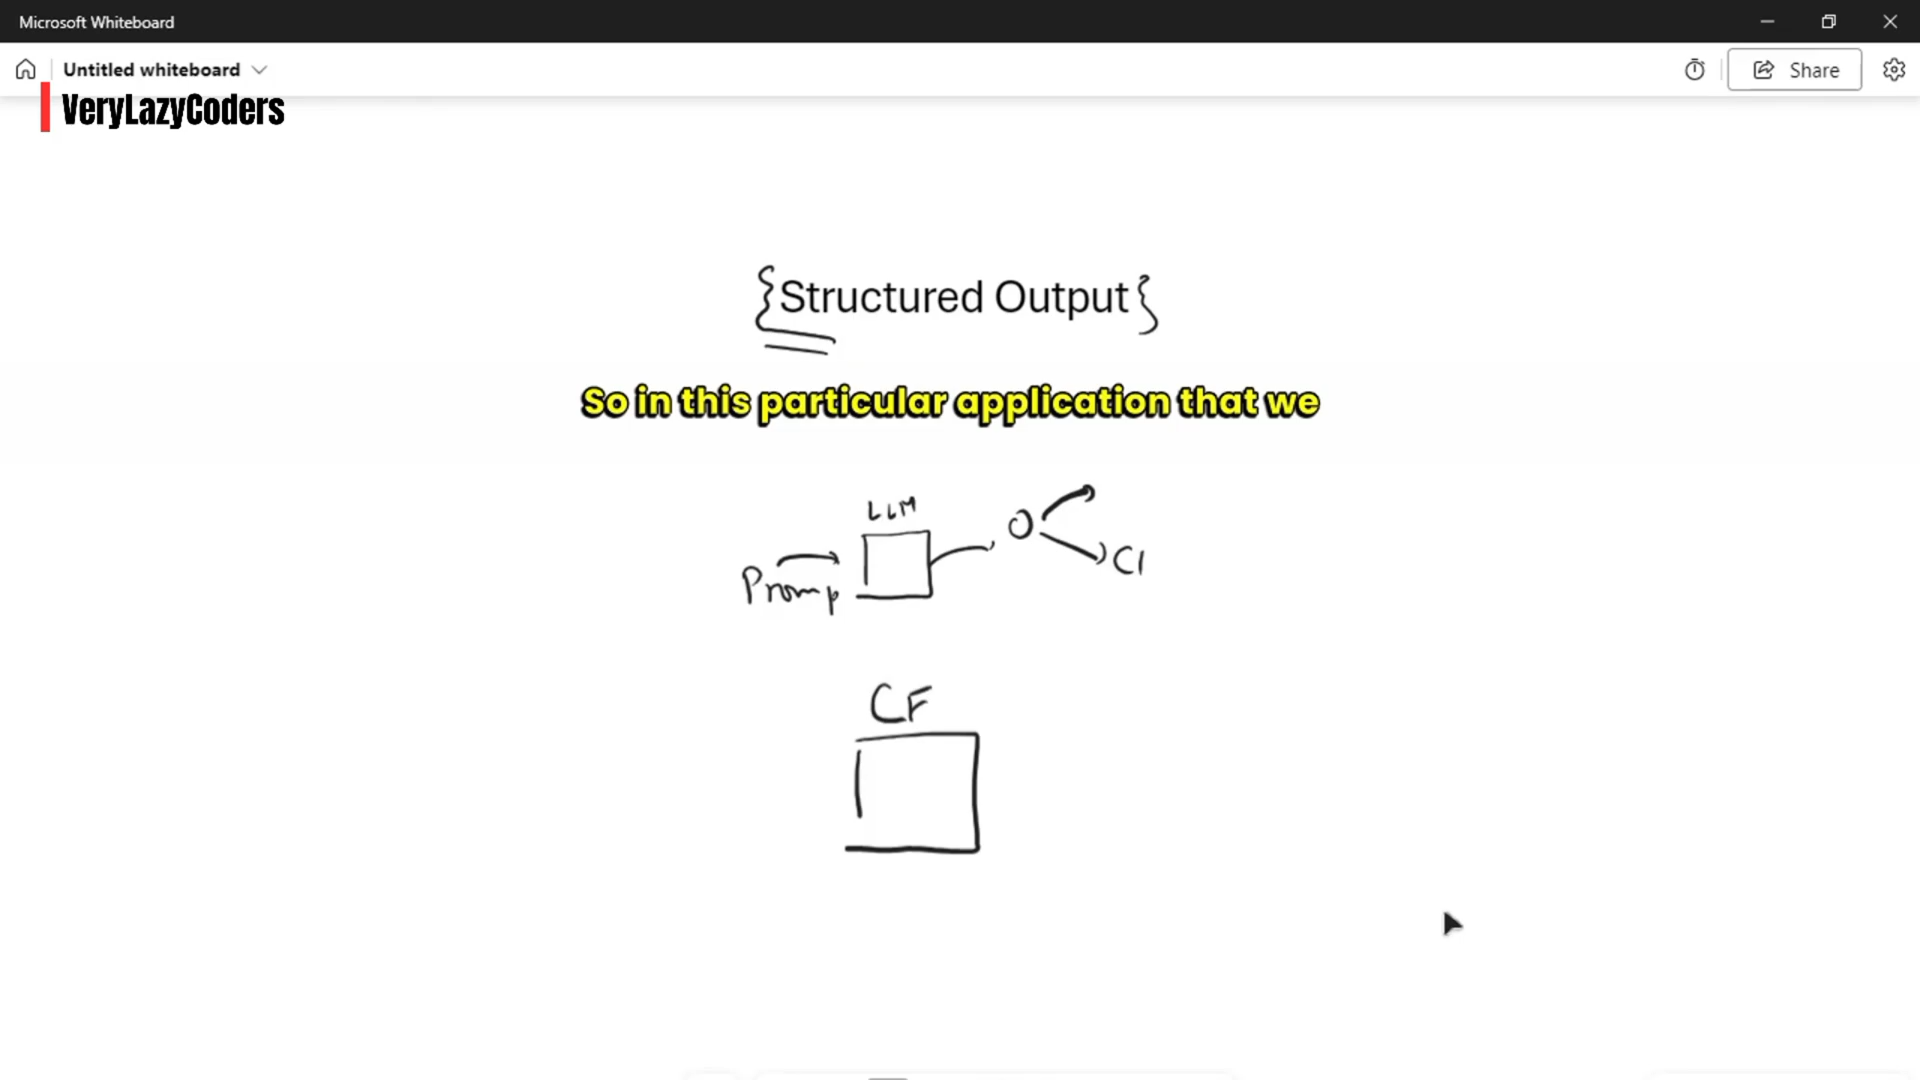 Microsoft Whiteboard
Untitled whiteboard
Share
VeryLazyCoders
{Structured Output}
So in this particular application that we
LLM
O
Promp
CI
CF